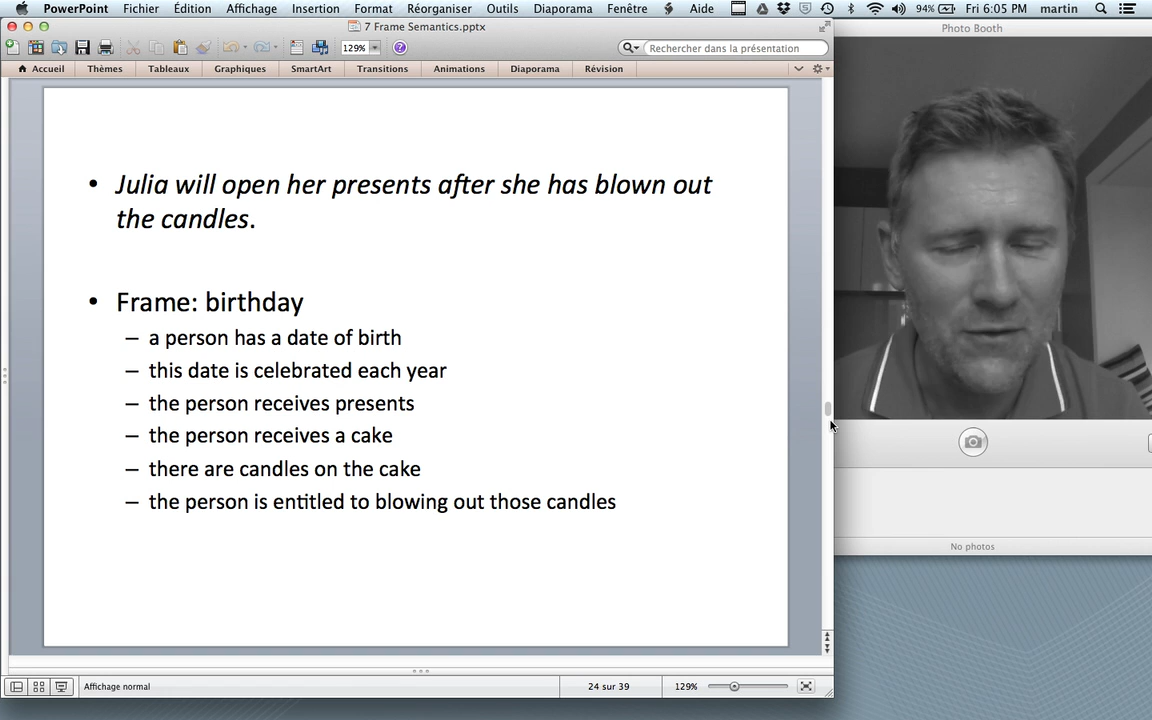 PowerPoint Fichier Édition Affichage Insertion Format Réorganiser Outils Diaporama Fenêtre Aide 94% Fri 6:05 PM martin
7 Frame Semantics.pptx
Photo Booth
129% Rechercher dans la présentation
Accueil Thèmes Tableaux Graphiques SmartArt Transitions Animations Diaporama Révision
• Julia will open her presents after she has blown out
the candles.
• Frame: birthday
– a person has a date of birth
– this date is celebrated each year
– the person receives presents
– the person receives a cake
– there are candles on the cake
– the person is entitled to blowing out those candles
No photos
Affichage normal 24 sur 39 129%